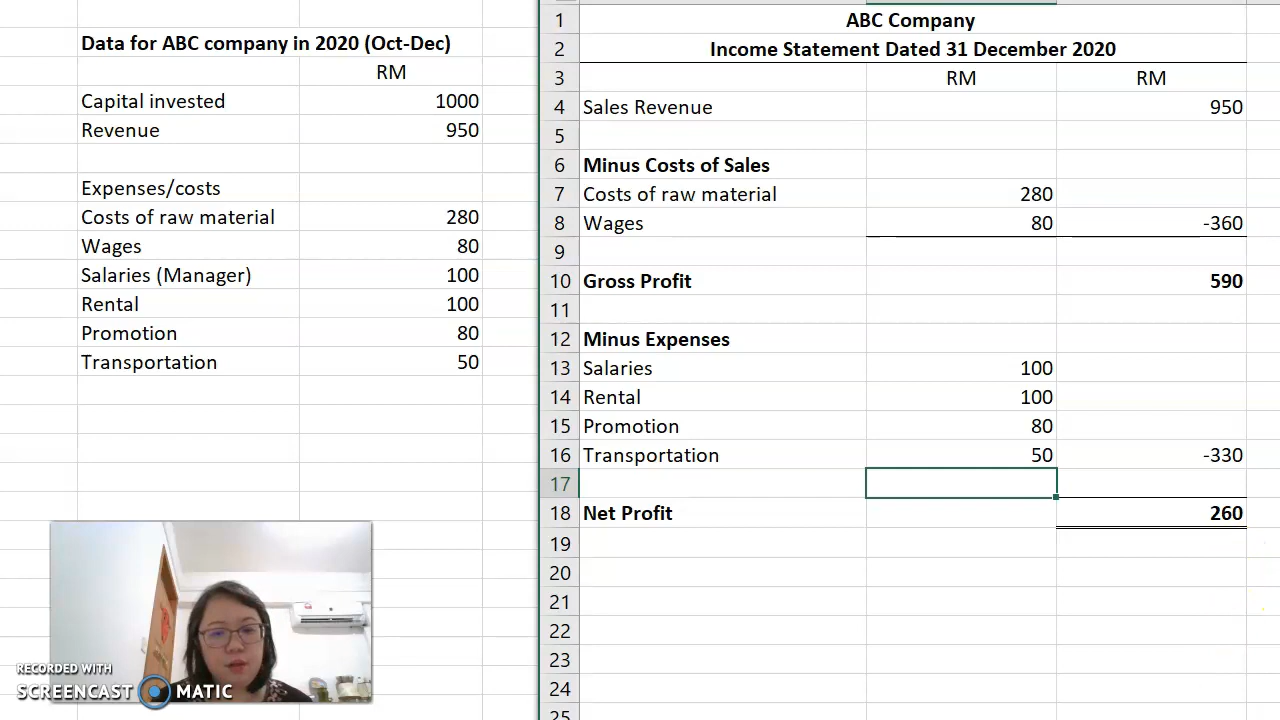 Data for ABC company in 2020 (Oct-Dec)
RM
Capital invested 1000
Revenue 950
Expenses/costs
Costs of raw material 280
Wages 80
Salaries (Manager) 100
Rental 100
Promotion 80
Transportation 50
1 ABC Company
2 Income Statement Dated 31 December 2020
3 RM RM
4 Sales Revenue 950
5
6 Minus Costs of Sales
7 Costs of raw material 280
8 Wages 80 -360
9
10 Gross Profit 590
11
12 Minus Expenses
13 Salaries 100
14 Rental 100
15 Promotion 80
16 Transportation 50 -330
17
18 Net Profit 260
19
20
21
22
23
24
25
RECORDED WITH
SCREENCAST MATIC